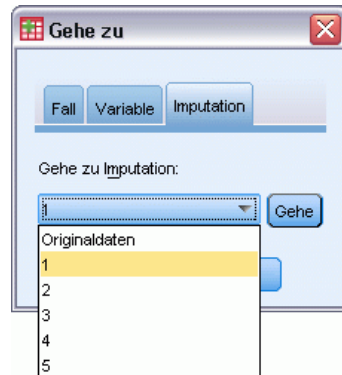 Gehe zu
Fall Variable Imputation
Gehe zu Imputation:
1 Gehe
Originaldaten
1
2
3
4
5